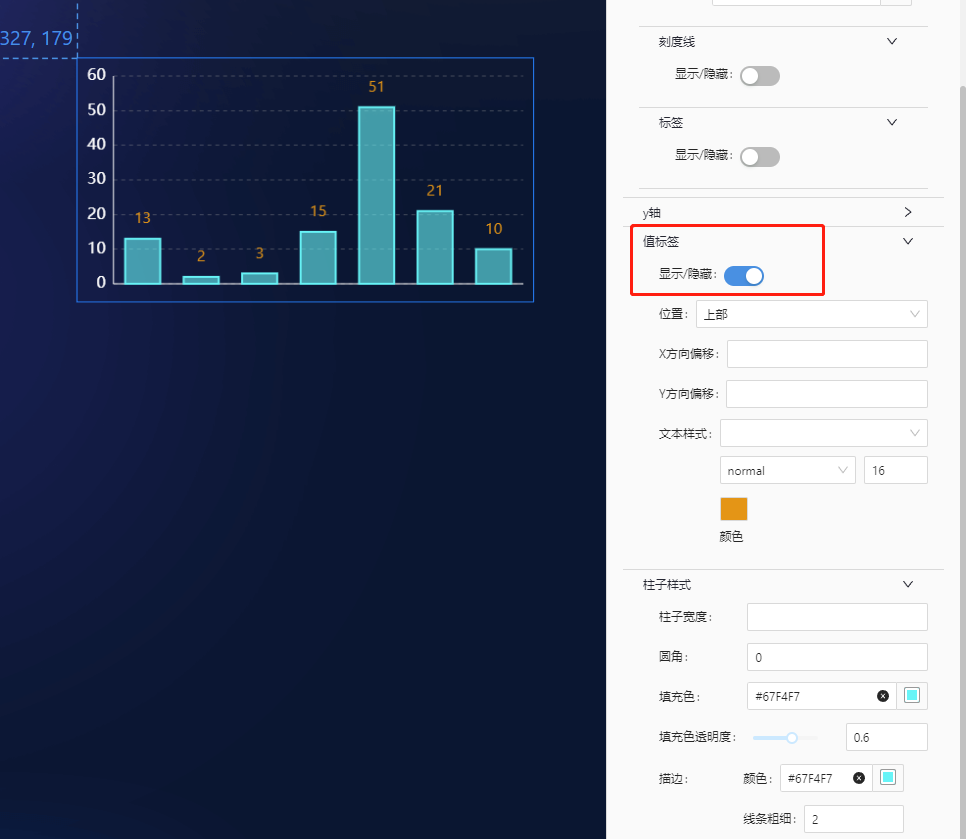 327, 179
60
50
40
30
20
10
0
13
2
3
15
51
21
10
刻度线
显示/隐藏：
标签
显示/隐藏：
y轴
值标签
显示/隐藏：
位置： 上部
X方向偏移：
Y方向偏移：
文本样式：
normal 16
颜色
柱子样式
柱子宽度：
圆角： 0
填充色： #67F4F7
填充色透明度： 0.6
描边： 颜色： #67F4F7
线条粗细： 2